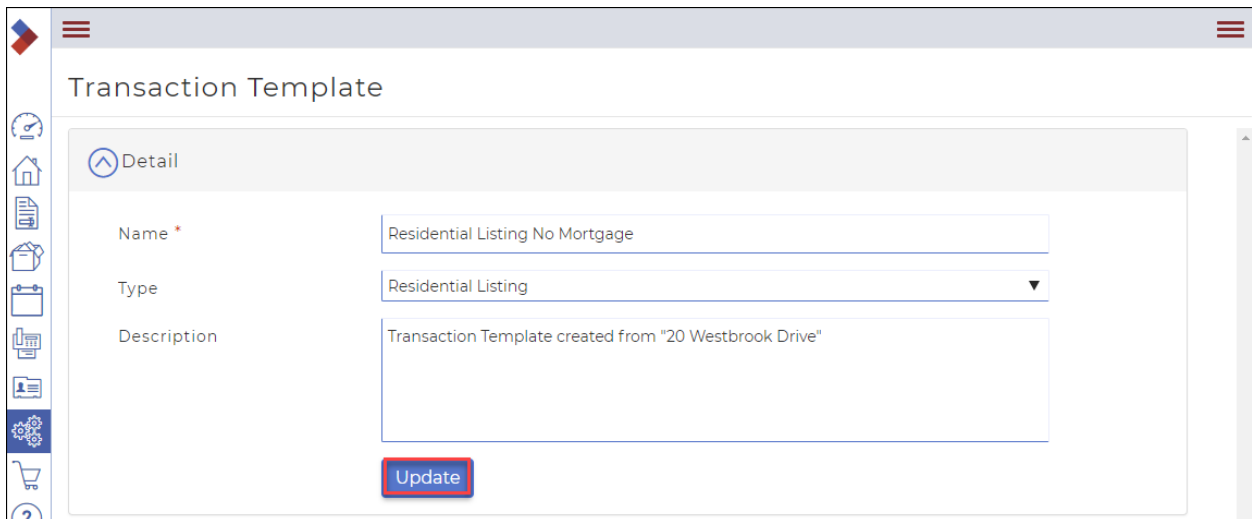 Transaction Template
Detail
Name *
Residential Listing No Mortgage
Type
Residential Listing
Description
Transaction Template created from "20 Westbrook Drive"
Update
?